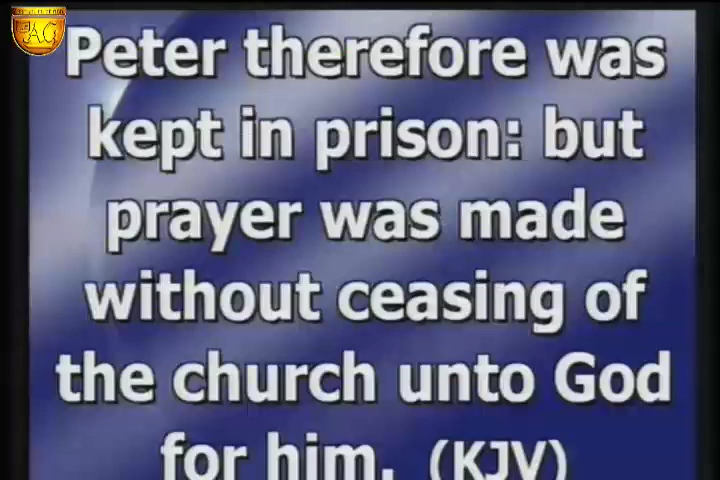 AG
Peter therefore was
kept in prison: but
prayer was made
without ceasing of
the church unto God
for him. (KJV)